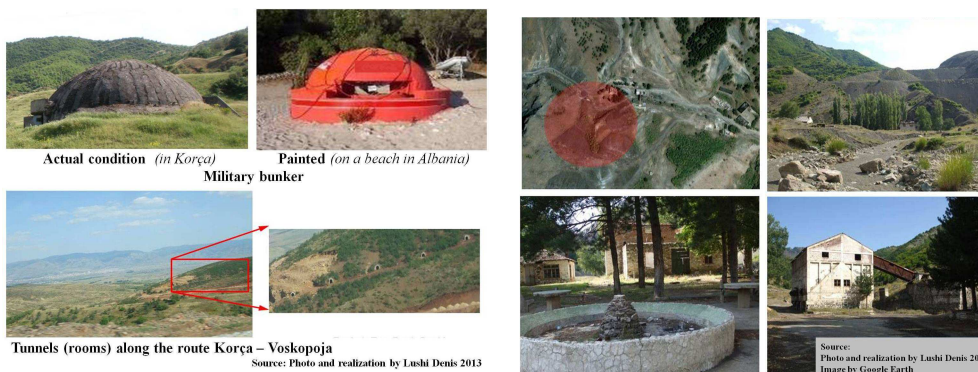 Actual condition (in Korça)
Painted (on a beach in Albania)
Military bunker
Tunnels (rooms) along the route Korça – Voskopoja
Source: Photo and realization by Lushi Denis 2013
Source:
Photo and realization by Lushi Denis 20
Image by Google Earth